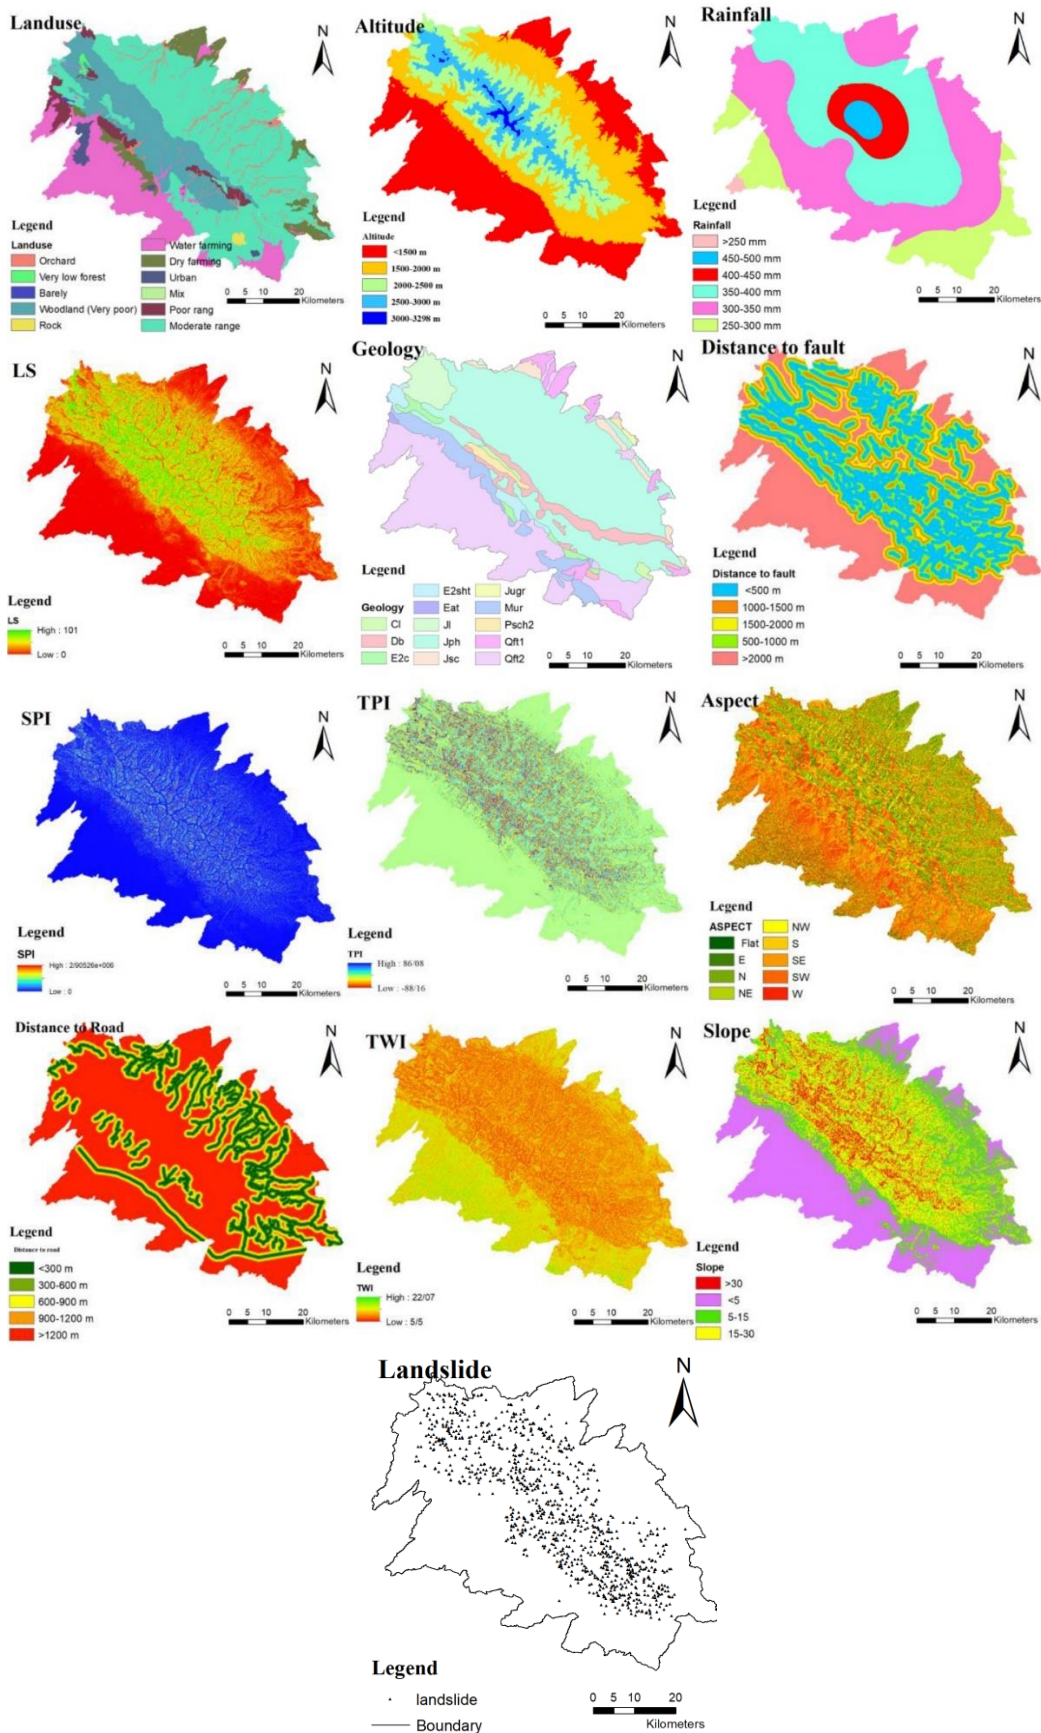 Landuse
N
Legend
Landuse
Orchard
Very low forest
Barely
Woodland (Very poor)
Rock
Water farming
Dry farming
Urban
Mix
Poor rang
Moderate range
0 5 10 20
Kilometers
Altitude
N
Legend
Altitude
<1500 m
1500-2000 m
2000-2500 m
2500-3000 m
3000-3298 m
0 5 10 20
Kilometers
Rainfall
N
Legend
Rainfall
>250 mm
450-500 mm
400-450 mm
350-400 mm
300-350 mm
250-300 mm
0 5 10 20
Kilometers
LS
N
Legend
LS
High : 101
Low : 0
0 5 10 20
Kilometers
Geology
N
Legend
Geology
Cl
Db
E2c
E2sht
Eat
Jl
Jph
Jsc
Jugr
Mur
Psch2
Qft1
Qft2
0 5 10 20
Kilometers
Distance to fault
N
Legend
Distance to fault
<500 m
1000-1500 m
1500-2000 m
500-1000 m
>2000 m
0 5 10 20
Kilometers
SPI
N
Legend
SPI
High : 2/90526e+006
Low : 0
0 5 10 20
Kilometers
TPI
N
Legend
TPI
High : 86/08
Low : -88/16
0 5 10 20
Kilometers
Aspect
N
Legend
ASPECT
Flat
E
N
NE
NW
S
SE
SW
W
0 5 10 20
Kilometers
Distance to Road
N
Legend
Distance to road
<300 m
300-600 m
600-900 m
900-1200 m
>1200 m
0 5 10 20
Kilometers
TWI
N
Legend
TWI
High : 22/07
Low : 5/5
0 5 10 20
Kilometers
Slope
N
Legend
Slope
>30
<5
5-15
15-30
0 5 10 20
Kilometers
Landslide
N
Legend
landslide
Boundary
0 5 10 20
Kilometers